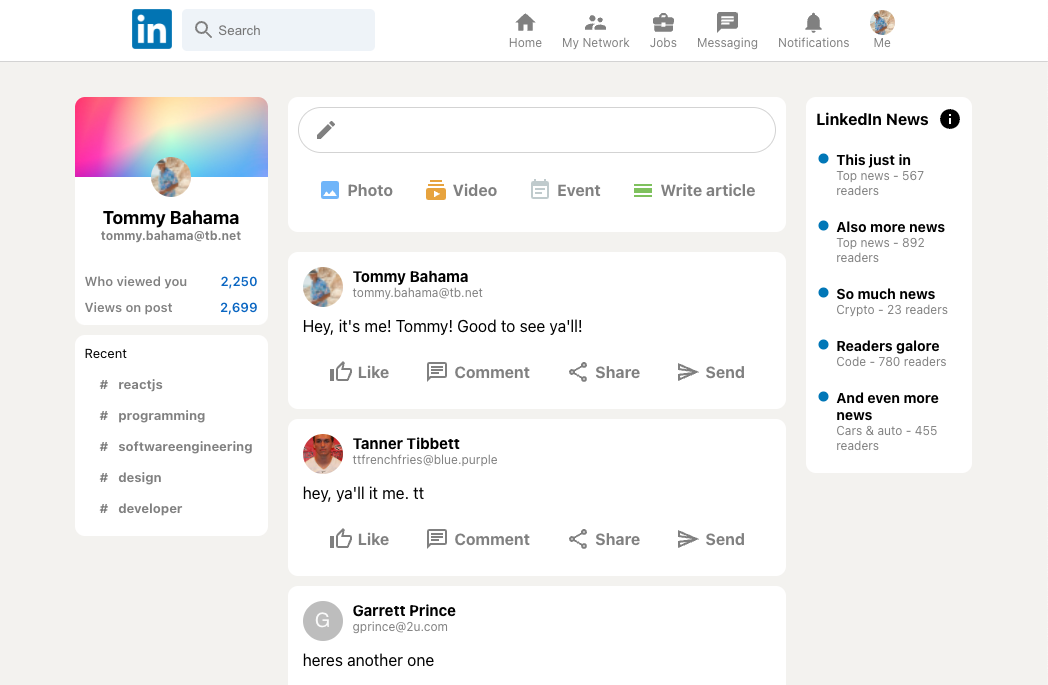 in
Search
Home
My Network
Jobs
Messaging
Notifications
Me
Tommy Bahama
tommy.bahama@tb.net
Who viewed you 2,250
Views on post 2,699
Recent
# reactjs
# programming
# softwareengineering
# design
# developer
Photo
Video
Event
Write article
Tommy Bahama
tommy.bahama@tb.net
Hey, it's me! Tommy! Good to see ya'll!
Like
Comment
Share
Send
Tanner Tibbett
ttfrenchfries@blue.purple
hey, ya'll it me. tt
Like
Comment
Share
Send
G
Garrett Prince
gprince@2u.com
heres another one
LinkedIn News
This just in
Top news - 567
readers
Also more news
Top news - 892
readers
So much news
Crypto - 23 readers
Readers galore
Code - 780 readers
And even more
news
Cars & auto - 455
readers